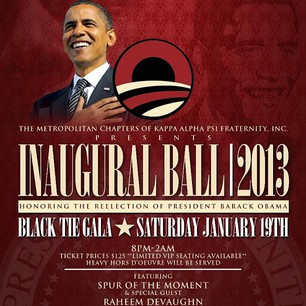 THE METROPOLITAN CHAPTERS OF KAPPA ALPHA PSI FRATERNITY, INC.
PRESENTS
INAUGURAL BALL|2013
HONORING THE REELECTION OF PRESIDENT BARACK OBAMA
BLACK TIE GALA ★ SATURDAY JANUARY 19TH
8PM-2AM
TICKET PRICES $125 **LIMITED VIP SEATING AVAILABLE**
HEAVY HORS D'OEUVRE WILL BE SERVED
FEATURING
SPUR OF THE MOMENT
& SPECIAL GUEST
RAHEEM DEVAUGHN